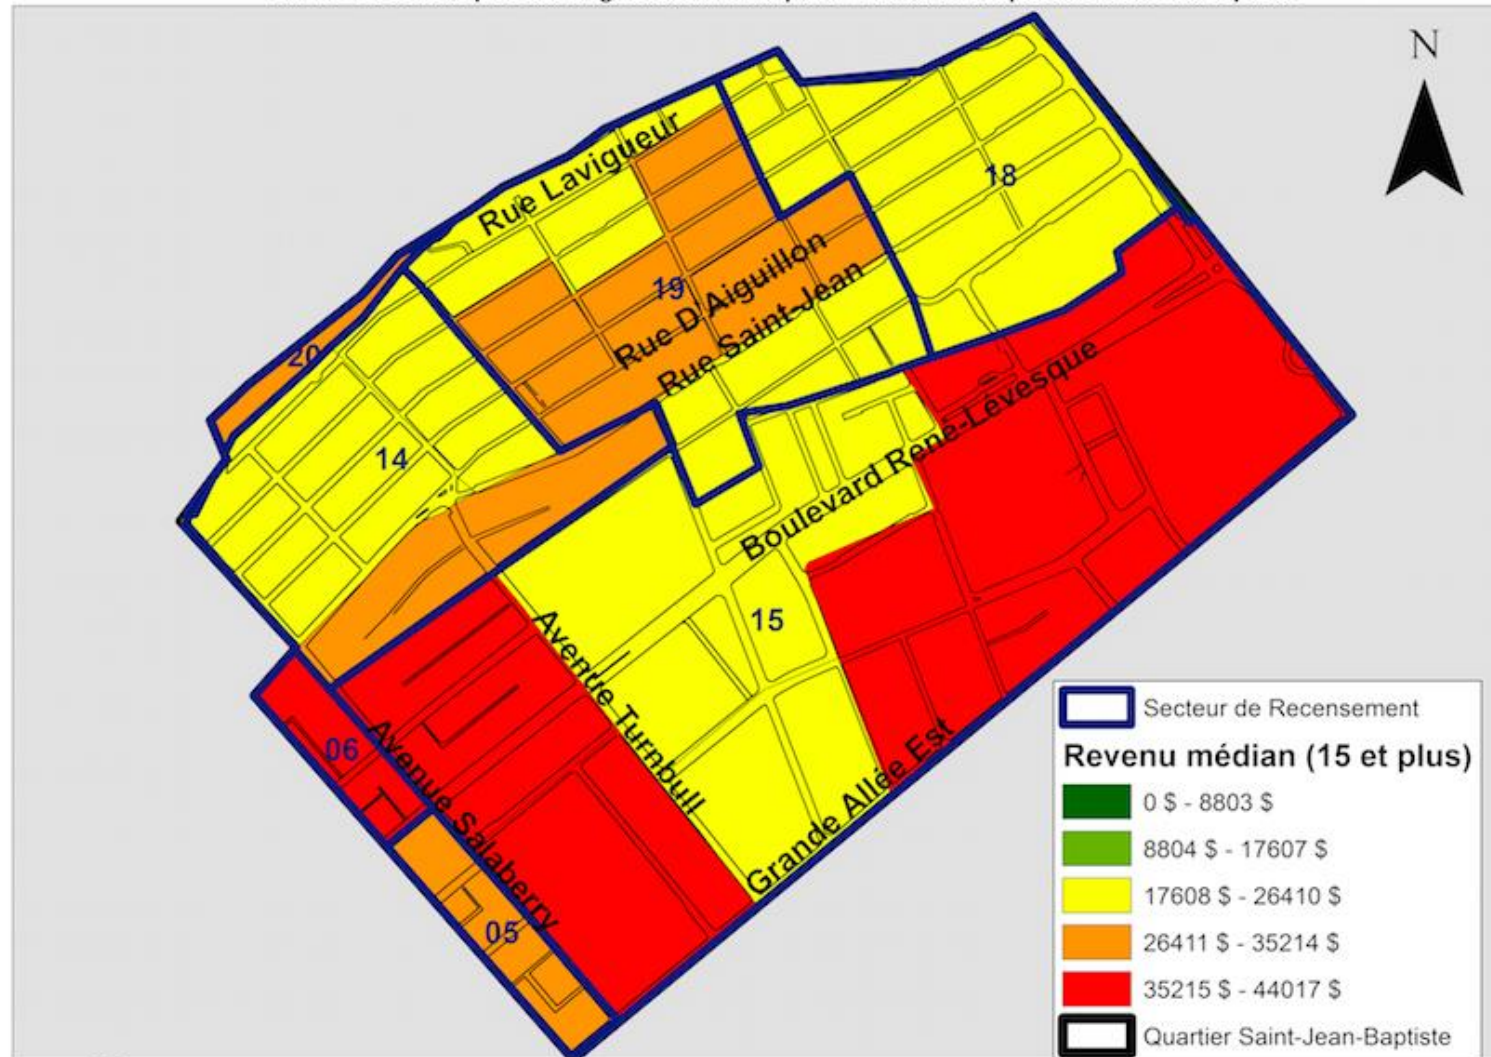 N
Rue Lavigueur
18
19
Rue D'Aiguillon
Rue Saint-Jean
20
Boulevard René-Lévesque
14
15
Avenue Turnbull
06
Avenue Salaberry
Grande Allée Est
05
Secteur de Recensement
Revenu médian (15 et plus)
0 $ - 8803 $
8804 $ - 17607 $
17608 $ - 26410 $
26411 $ - 35214 $
35215 $ - 44017 $
Quartier Saint-Jean-Baptiste